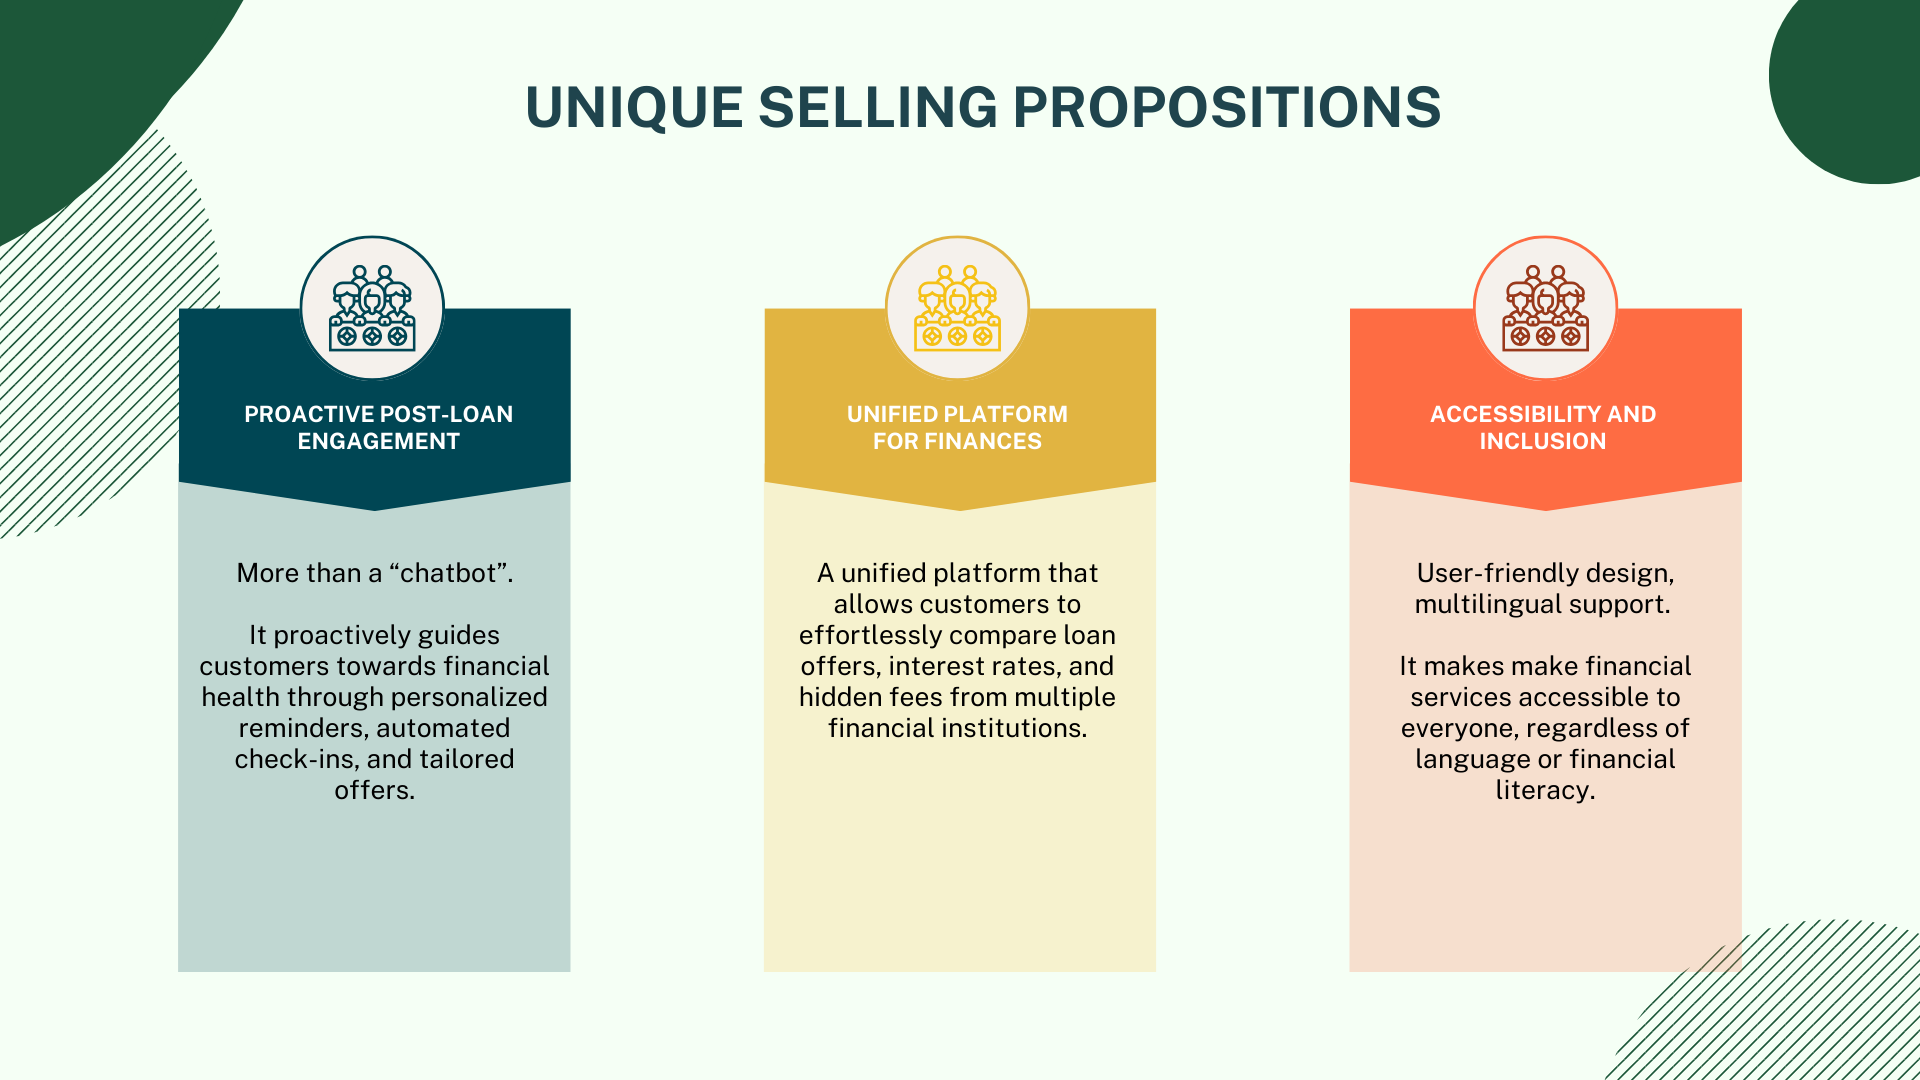 UNIQUE SELLING PROPOSITIONS
PROACTIVE POST-LOAN
ENGAGEMENT
More than a “chatbot”.
It proactively guides
customers towards financial
health through personalized
reminders, automated
check-ins, and tailored
offers.
UNIFIED PLATFORM
FOR FINANCES
A unified platform that
allows customers to
effortlessly compare loan
offers, interest rates, and
hidden fees from multiple
financial institutions.
ACCESSIBILITY AND
INCLUSION
User-friendly design,
multilingual support.
It makes make financial
services accessible to
everyone, regardless of
language or financial
literacy.